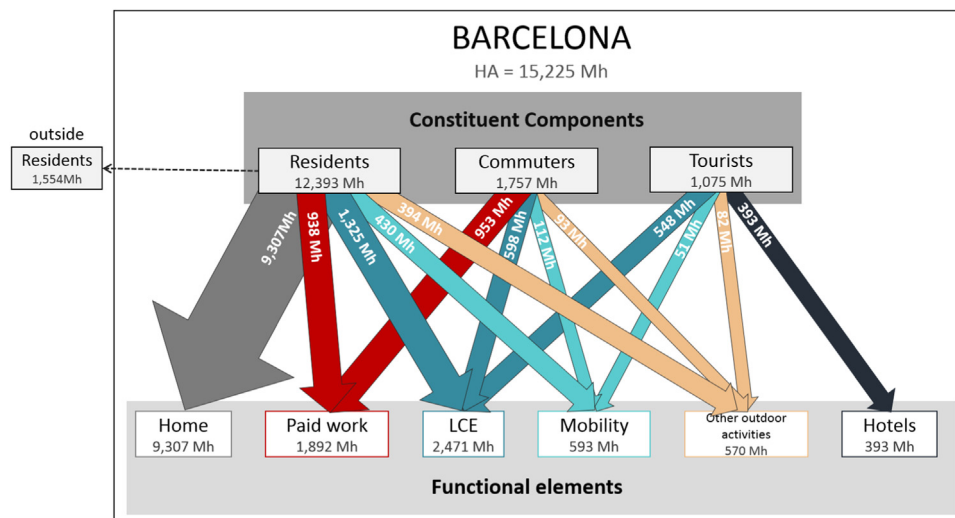 BARCELONA
HA = 15,225 Mh
Constituent Components
outside
Residents
1,554Mh
Residents
12,393 Mh
Commuters
1,757 Mh
Tourists
1,075 Mh
9,307Mh
938 Mh
1,325 Mh
430 Mh
394 Mh
953 Mh
598 Mh
112 Mh
93 Mh
548 Mh
51 Mh
82 Mh
393 Mh
Home
9,307 Mh
Paid work
1,892 Mh
LCE
2,471 Mh
Mobility
593 Mh
Other outdoor
activities
570 Mh
Hotels
393 Mh
Functional elements